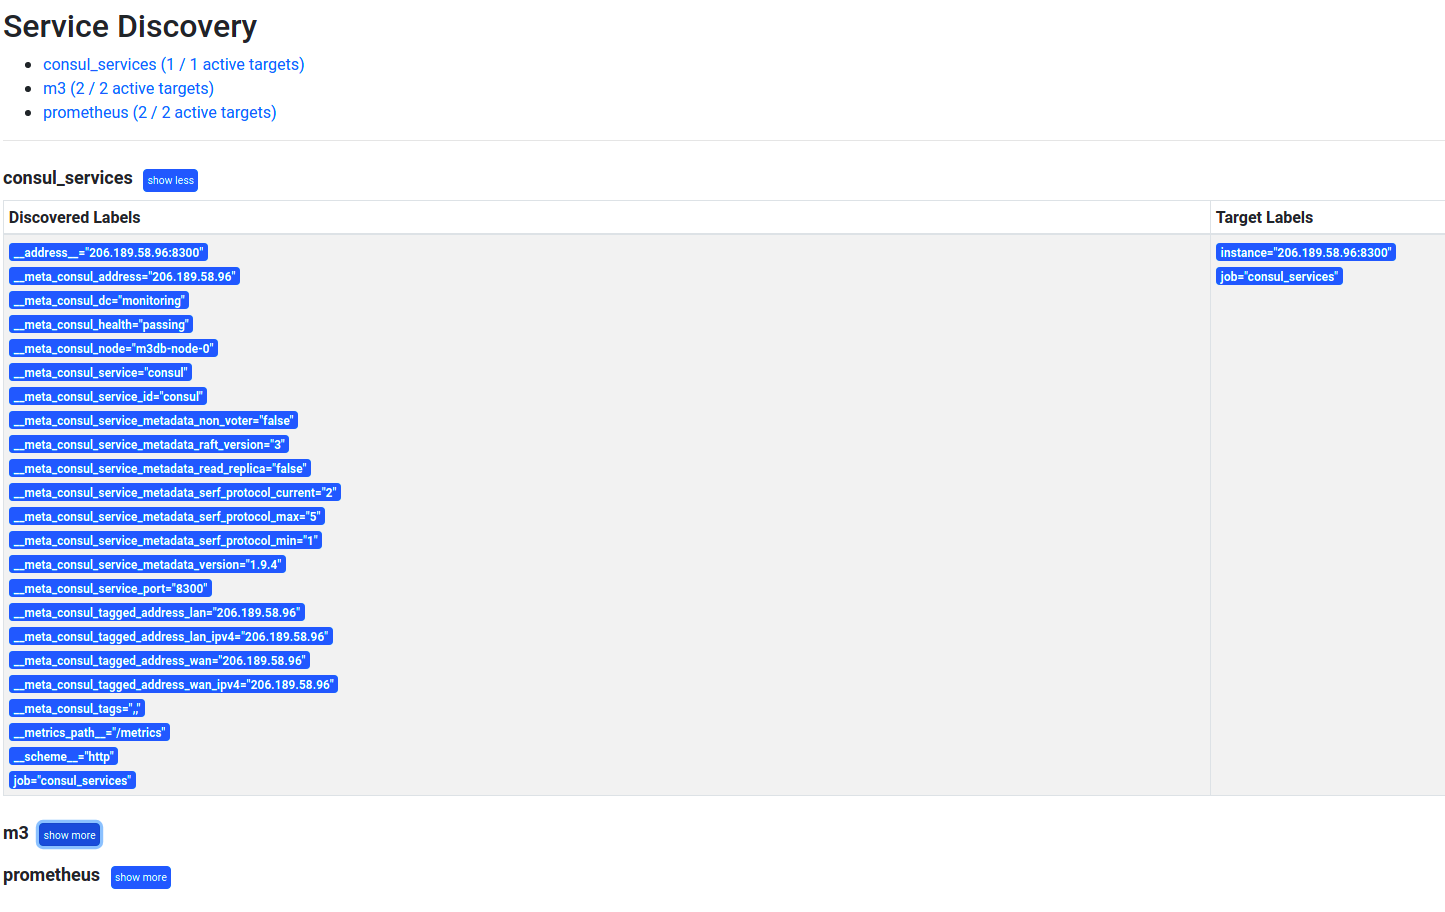 Service Discovery
consul_services (1 / 1 active targets)
m3 (2 / 2 active targets)
prometheus (2 / 2 active targets)
consul_services show less
Discovered Labels Target Labels
__address__="206.189.58.96:8300" instance="206.189.58.96:8300"
__meta_consul_address="206.189.58.96" job="consul_services"
__meta_consul_dc="monitoring"
__meta_consul_health="passing"
__meta_consul_node="m3db-node-0"
__meta_consul_service="consul"
__meta_consul_service_id="consul"
__meta_consul_service_metadata_non_voter="false"
__meta_consul_service_metadata_raft_version="3"
__meta_consul_service_metadata_read_replica="false"
__meta_consul_service_metadata_serf_protocol_current="2"
__meta_consul_service_metadata_serf_protocol_max="5"
__meta_consul_service_metadata_serf_protocol_min="1"
__meta_consul_service_metadata_version="1.9.4"
__meta_consul_service_port="8300"
__meta_consul_tagged_address_lan="206.189.58.96"
__meta_consul_tagged_address_lan_ipv4="206.189.58.96"
__meta_consul_tagged_address_wan="206.189.58.96"
__meta_consul_tagged_address_wan_ipv4="206.189.58.96"
__meta_consul_tags=",,"
__metrics_path__="/metrics"
__scheme__="http"
job="consul_services"
m3 show more
prometheus show more